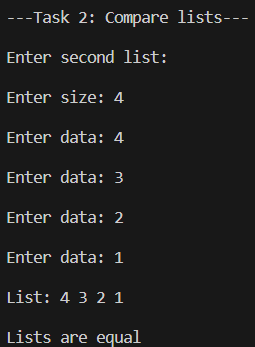 ---Task 2: Compare lists---
Enter second list:
Enter size: 4
Enter data: 4
Enter data: 3
Enter data: 2
Enter data: 1
List: 4 3 2 1
Lists are equal